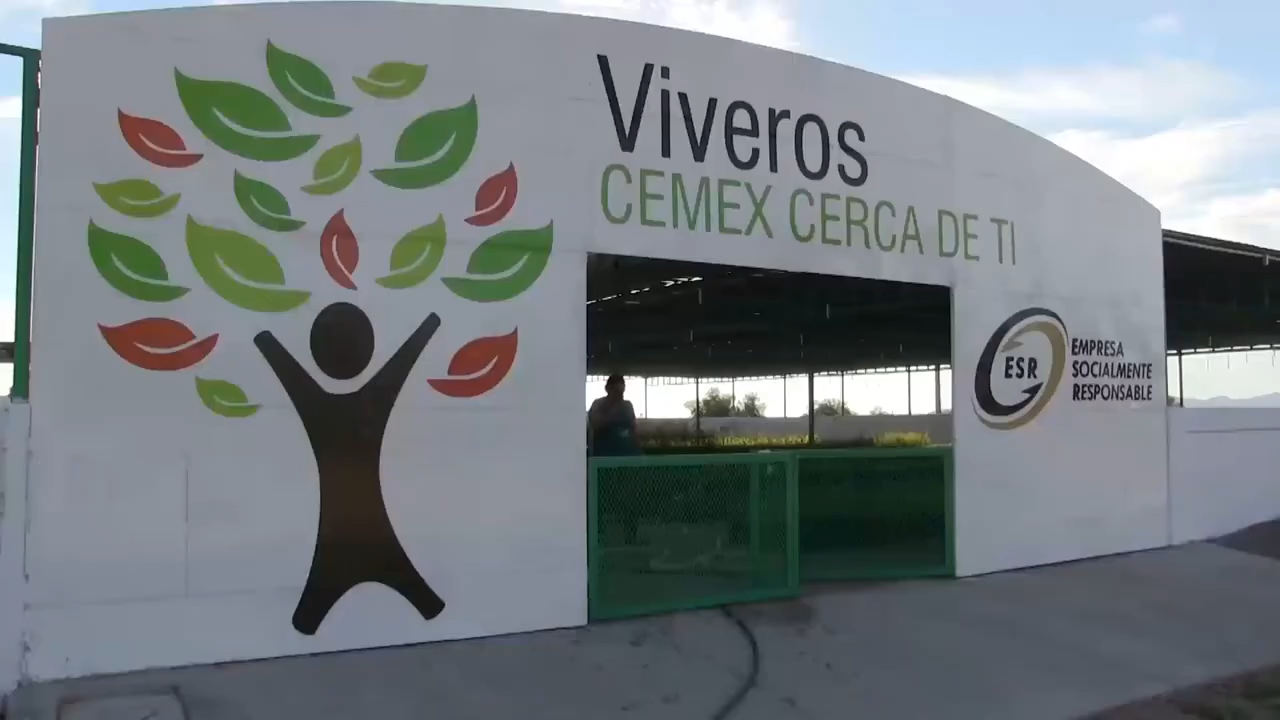 Viveros
CEMEX CERCA DE TI
ESR
EMPRESA
SOCIALMENTE
RESPONSABLE